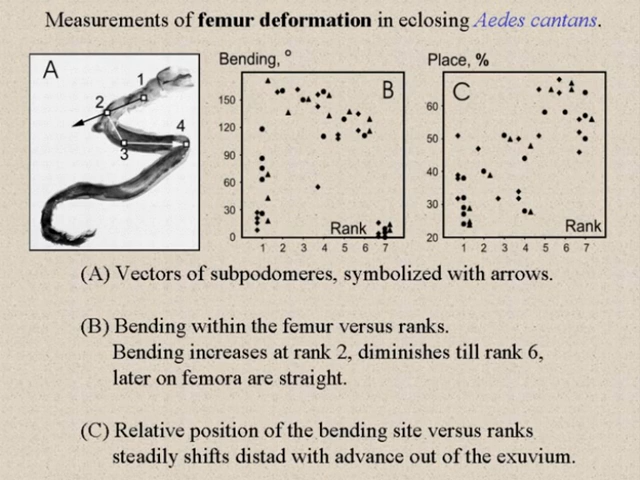 Measurements of femur deformation in eclosing Aedes cantans.
Bending, °
Place, %
A
B
C
1
2
3
4
150
120
90
60
30
0
Rank
1 2 3 4 5 6 7
60
50
40
30
20
Rank
1 2 3 4 5 6 7
(A) Vectors of subpodomeres, symbolized with arrows.
(B) Bending within the femur versus ranks.
Bending increases at rank 2, diminishes till rank 6,
later on femora are straight.
(C) Relative position of the bending site versus ranks
steadily shifts distad with advance out of the exuvium.